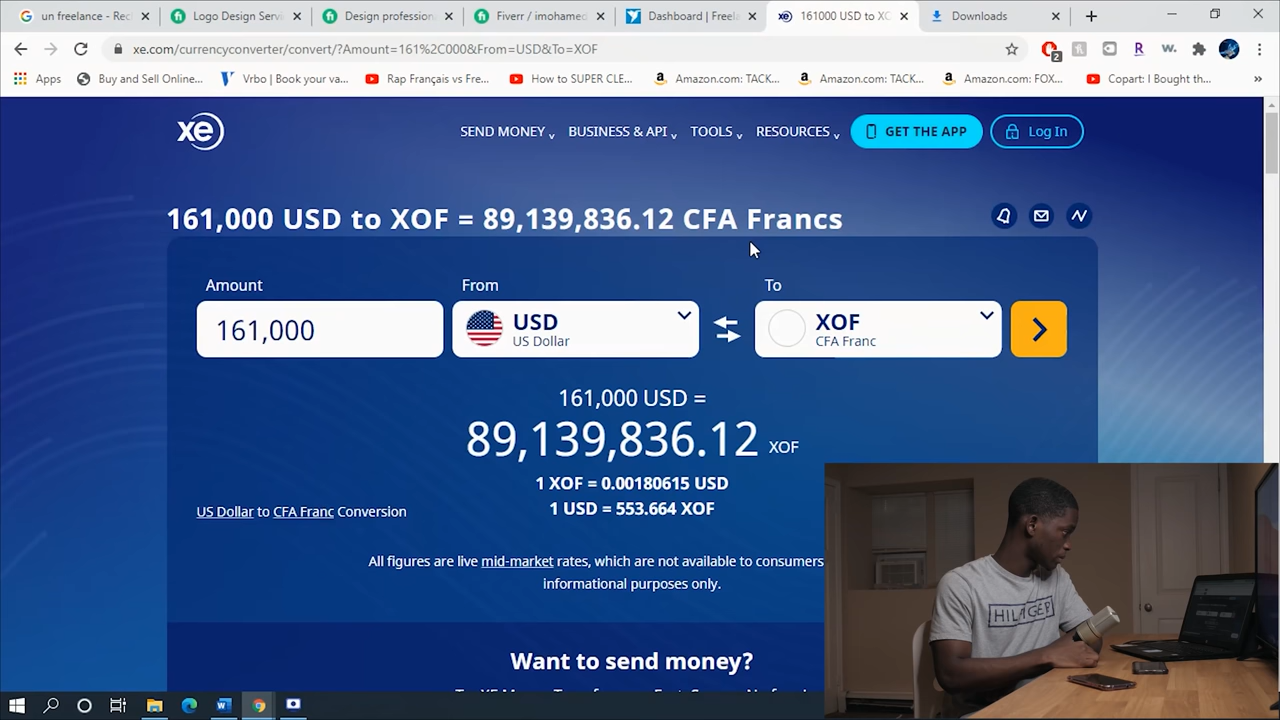 un freelance - Rec
Logo Design Servi
Design profession
Fiverr / imohamed
Dashboard | Freel
161000 USD to XO
Downloads
xe.com/currencyconverter/convert/?Amount=161%2C000&From=USD&To=XOF
2
Apps
Buy and Sell Online...
Vrbo | Book your va...
Rap Français vs Fre...
How to SUPER CLE...
Amazon.com: TACK...
Amazon.com: TACK...
Amazon.com: FOX...
Copart: I Bought th...
xe
SEND MONEY
BUSINESS & API
TOOLS
RESOURCES
GET THE APP
Log In
161,000 USD to XOF = 89,139,836.12 CFA Francs
Amount
From
To
161,000
USD
US Dollar
XOF
CFA Franc
161,000 USD =
89,139,836.12 XOF
1 XOF = 0.00180615 USD
1 USD = 553.664 XOF
US Dollar to CFA Franc Conversion
All figures are live mid-market rates, which are not available to consumers
informational purposes only.
Want to send money?